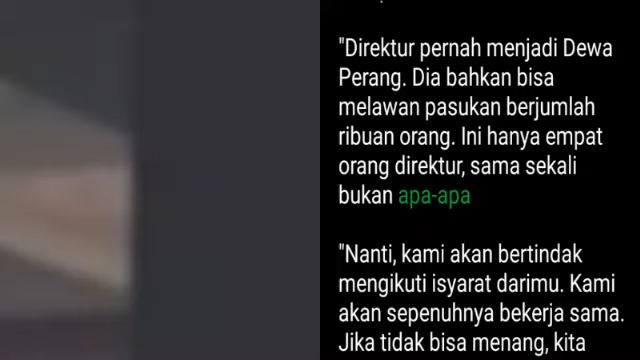 "Direktur pernah menjadi Dewa
Perang. Dia bahkan bisa
melawan pasukan berjumlah
ribuan orang. Ini hanya empat
orang direktur, sama sekali
bukan apa-apa
"Nanti, kami akan bertindak
mengikuti isyarat darimu. Kami
akan sepenuhnya bekerja sama.
Jika tidak bisa menang, kita